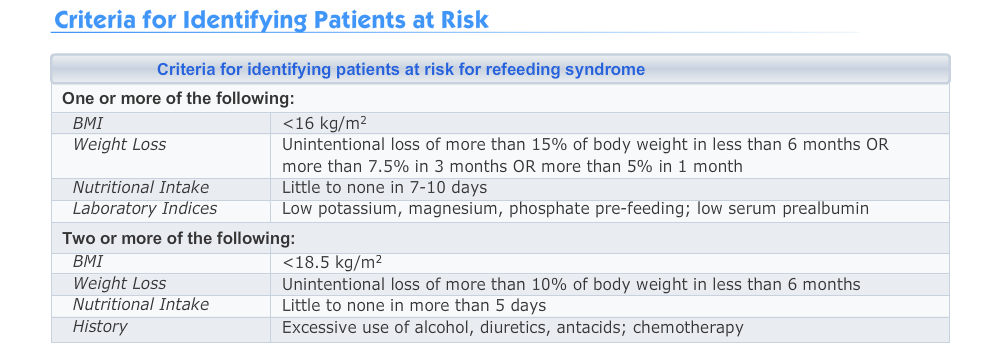 Criteria for Identifying Patients at Risk
Criteria for identifying patients at risk for refeeding syndrome
One or more of the following:
BMI <16 kg/m²
Weight Loss Unintentional loss of more than 15% of body weight in less than 6 months OR
more than 7.5% in 3 months OR more than 5% in 1 month
Nutritional Intake Little to none in 7-10 days
Laboratory Indices Low potassium, magnesium, phosphate pre-feeding; low serum prealbumin
Two or more of the following:
BMI <18.5 kg/m²
Weight Loss Unintentional loss of more than 10% of body weight in less than 6 months
Nutritional Intake Little to none in more than 5 days
History Excessive use of alcohol, diuretics, antacids; chemotherapy